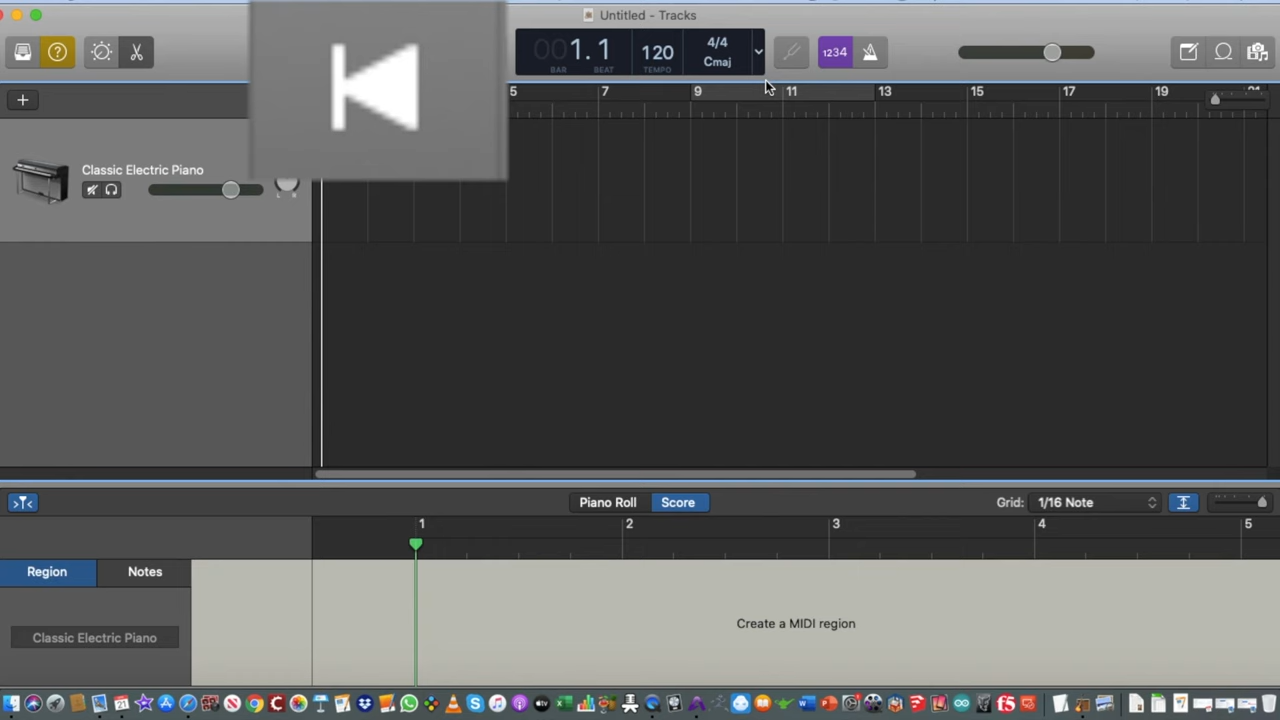 Untitled - Tracks
001.1
120
4/4
Cmaj
BAR
BEAT
TEMPO
1234
5 7 9 11 13 15 17 19
Classic Electric Piano
Piano Roll
Score
Grid: 1/16 Note
1 2 3 4 5
Region
Notes
Create a MIDI region
Classic Electric Piano